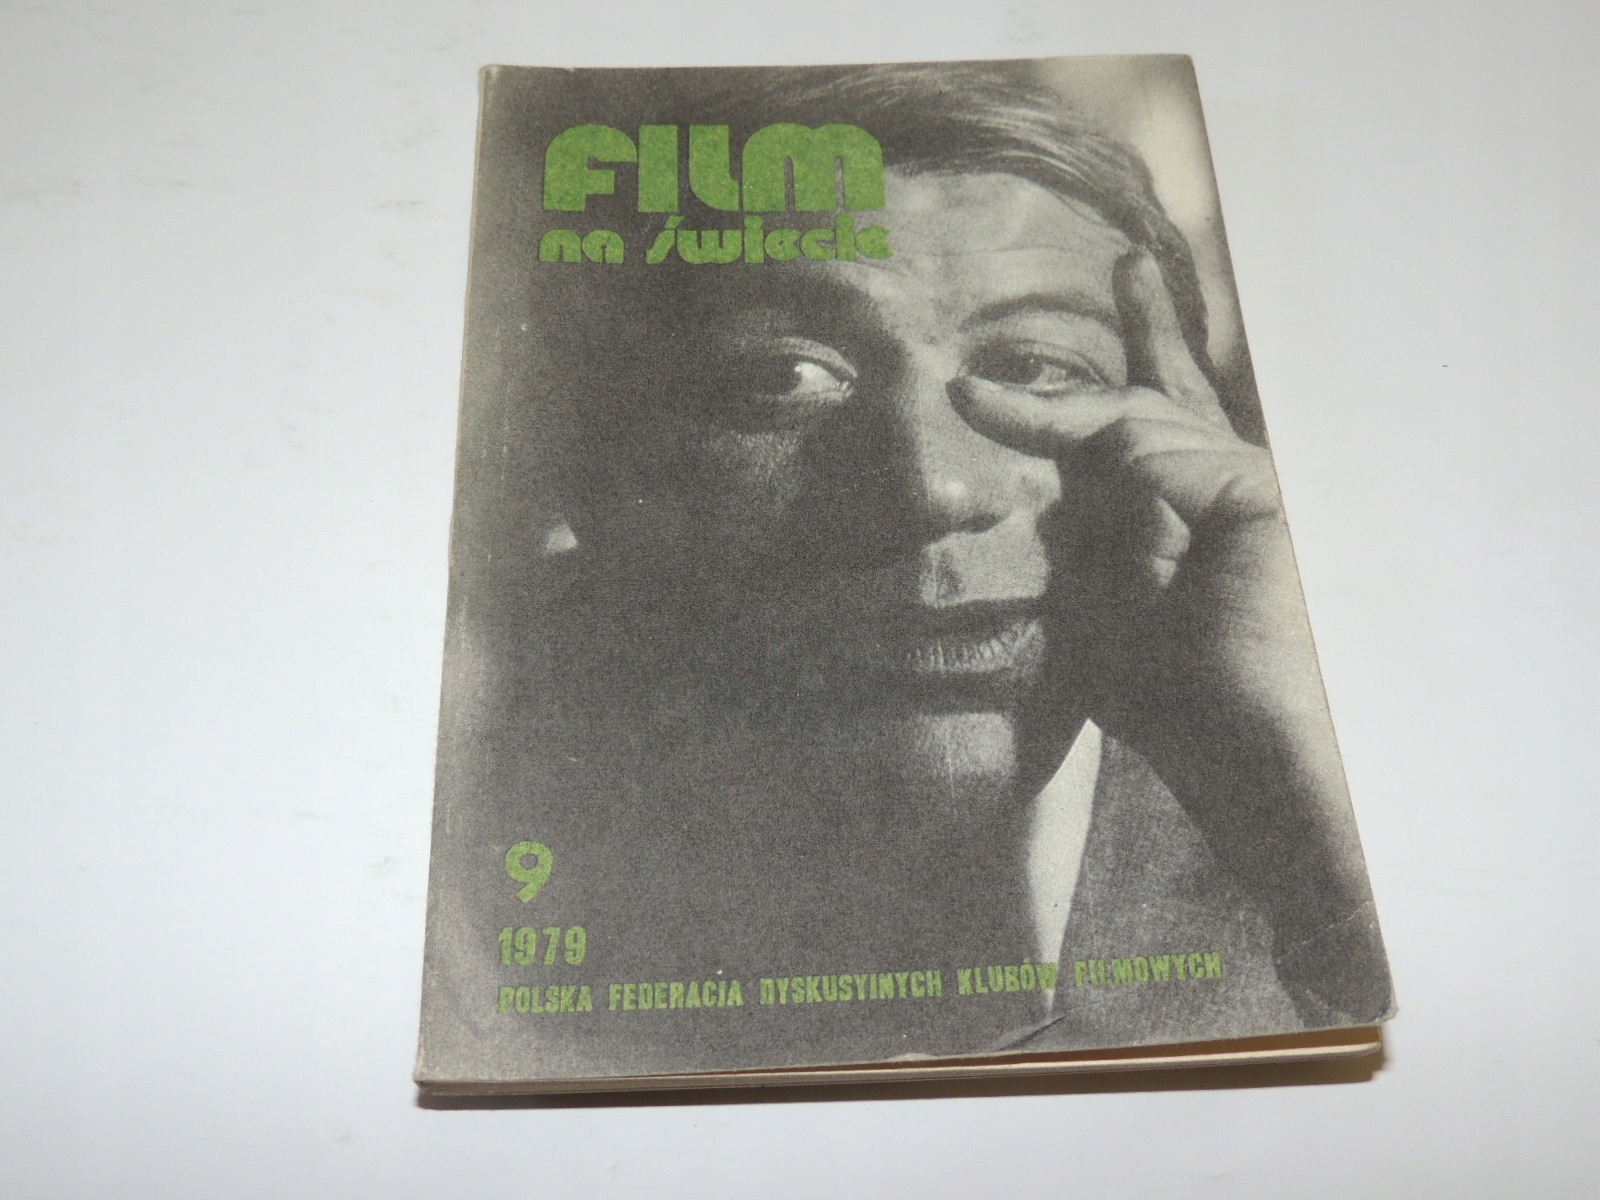 FILM
na świecie
9
1979
POLSKA FEDERACJA DYSKUSYJNYCH KLUBÓW FILMOWYCH